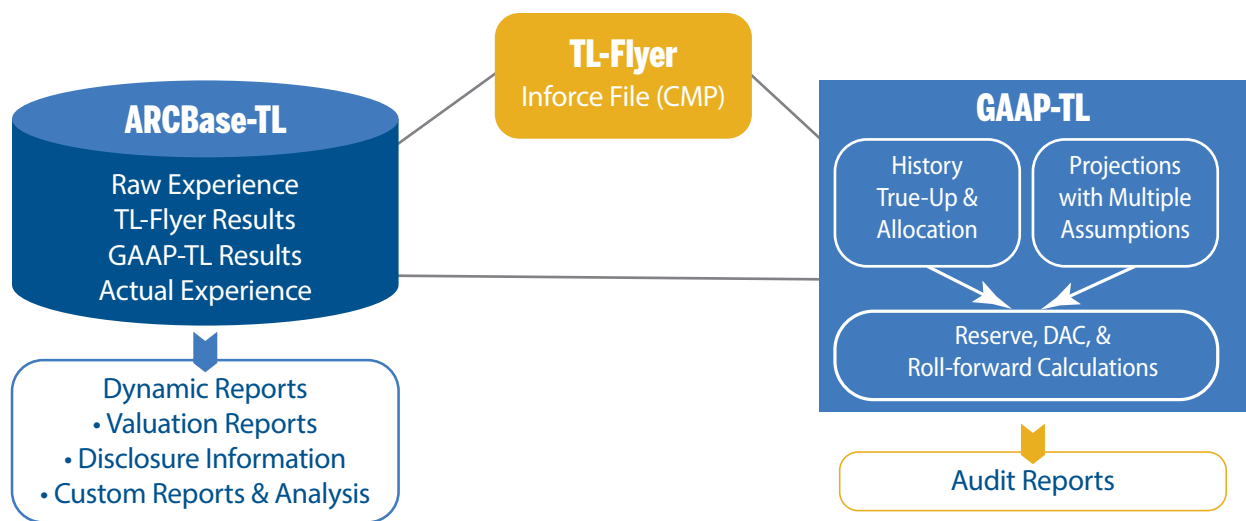 TL-Flyer
Inforce File (CMP)
ARCBase-TL
Raw Experience
TL-Flyer Results
GAAP-TL Results
Actual Experience
Dynamic Reports
• Valuation Reports
• Disclosure Information
• Custom Reports & Analysis
GAAP-TL
History
True-Up &
Allocation
Projections
with Multiple
Assumptions
Reserve, DAC, &
Roll-forward Calculations
Audit Reports